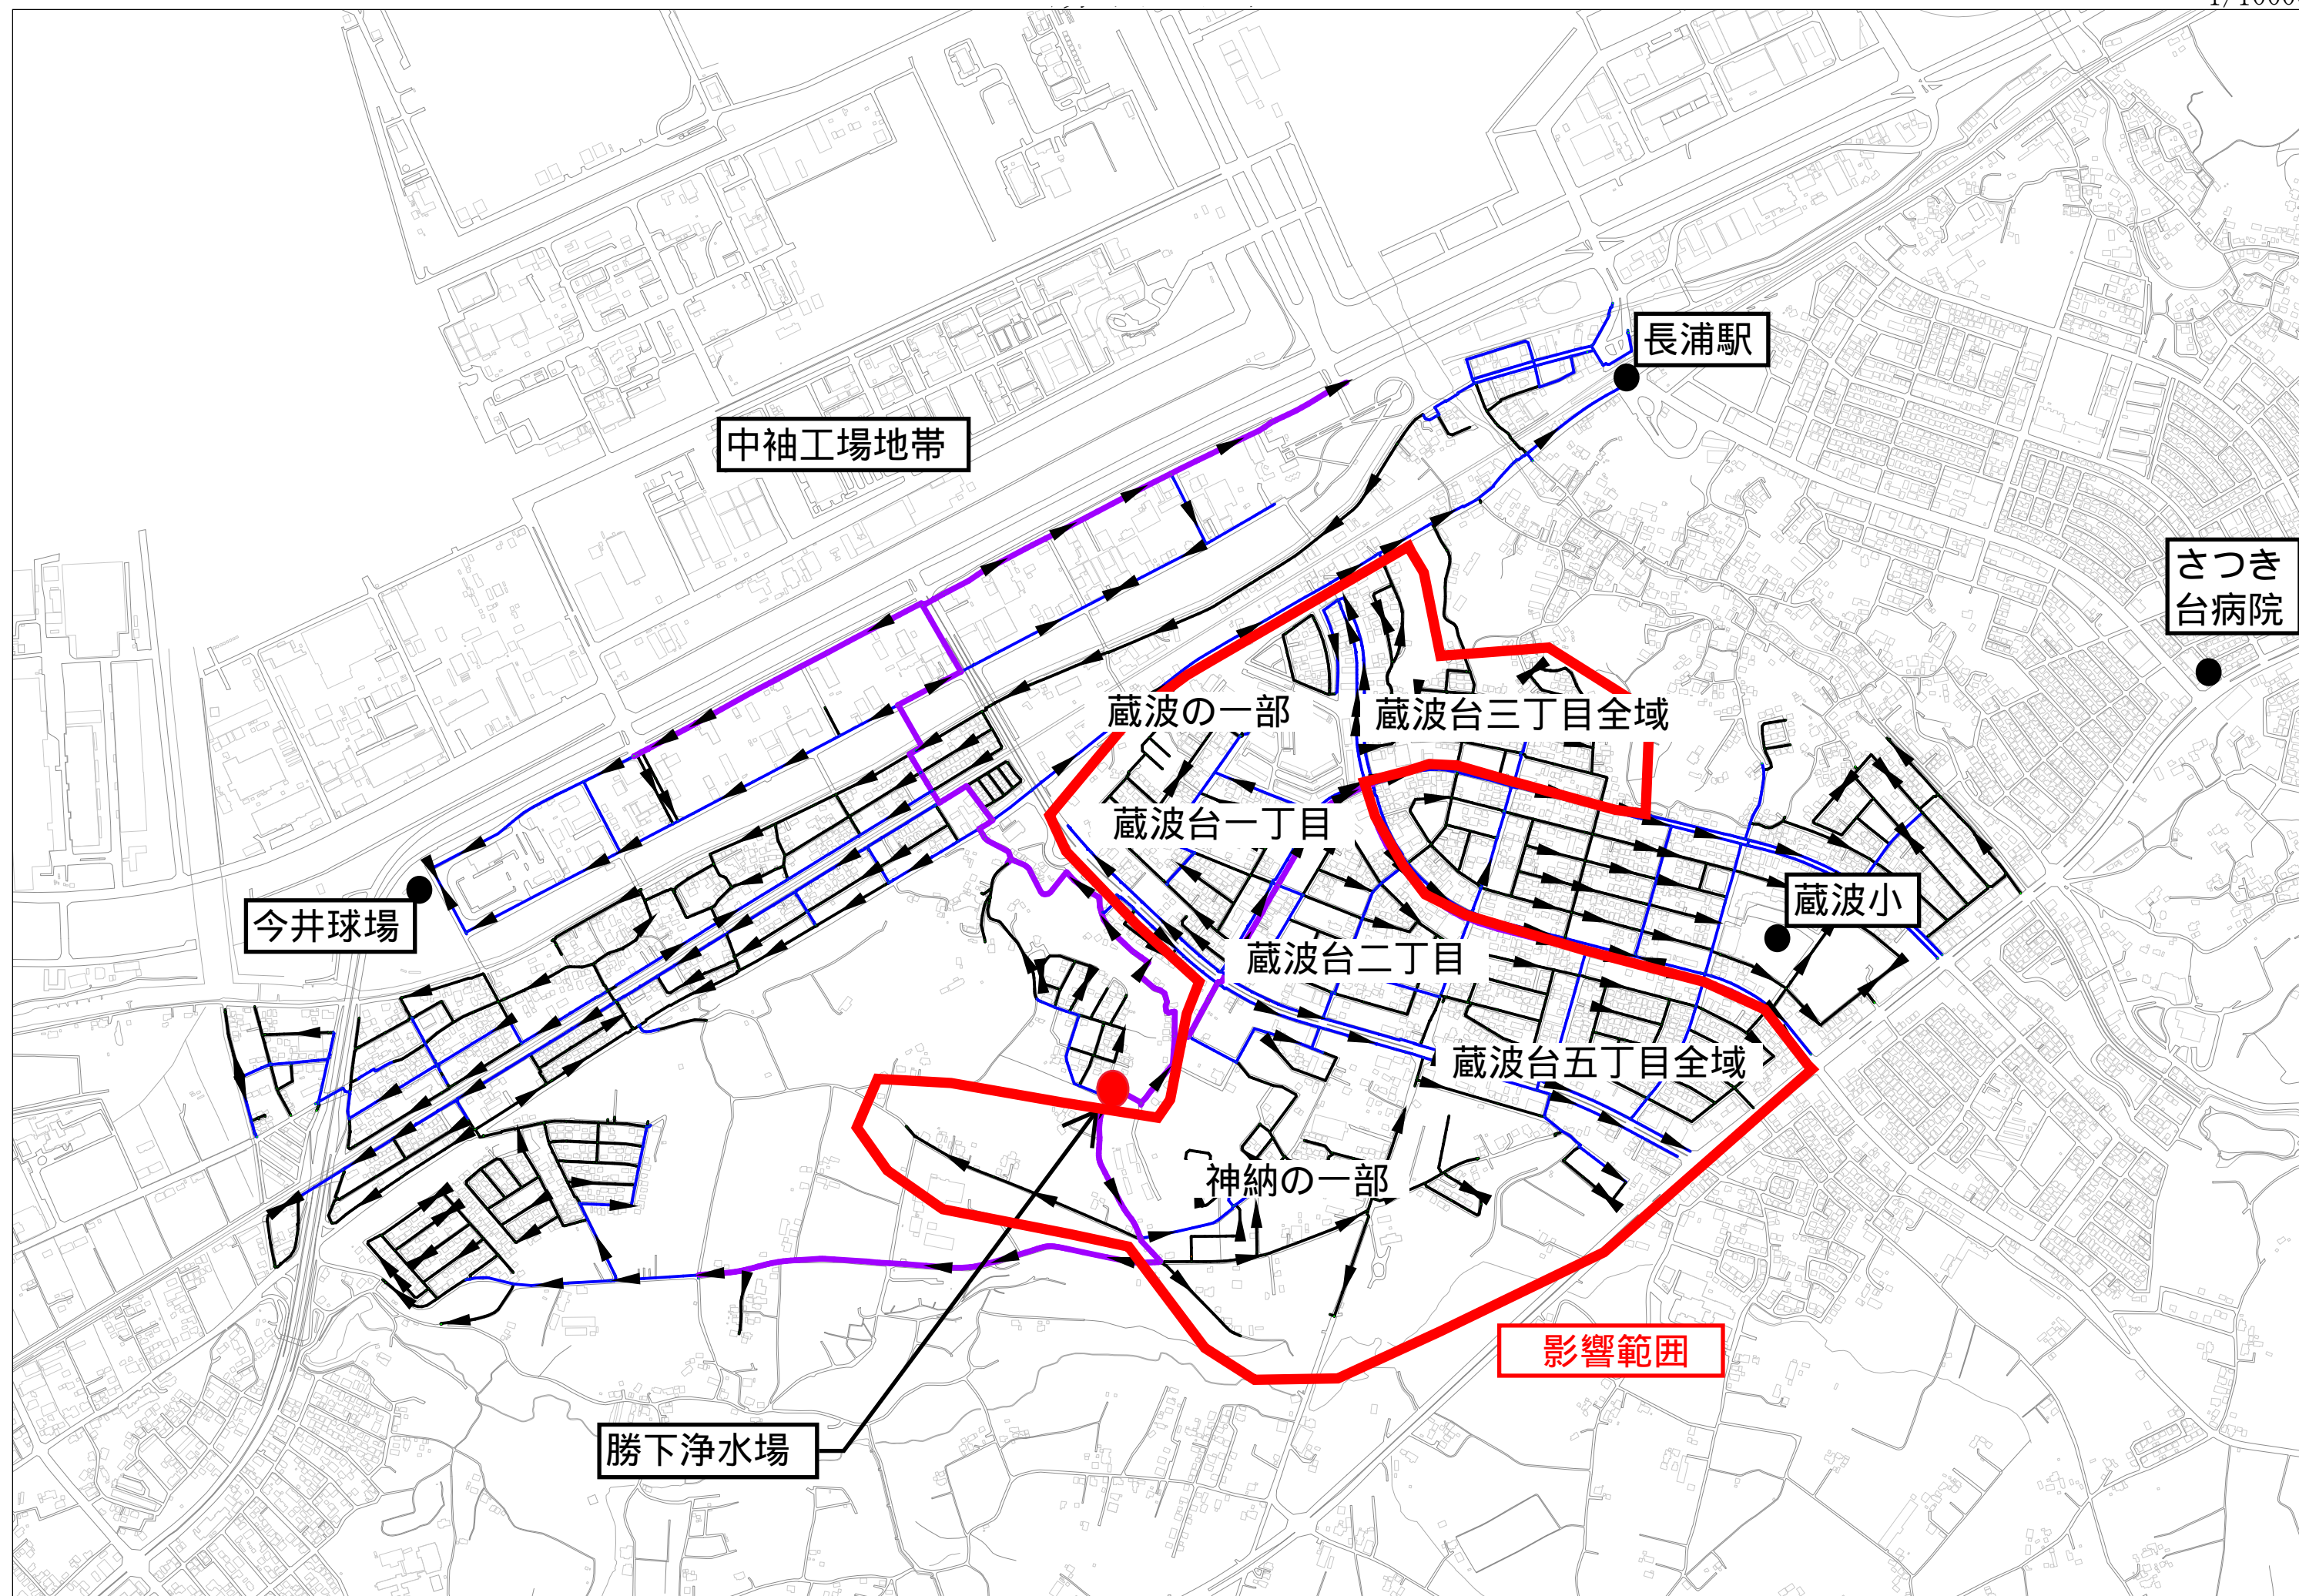 長浦駅
中袖工場地帯
さつき
台病院
蔵波の一部
蔵波台三丁目全域
蔵波台一丁目
蔵波小
今井球場
蔵波台二丁目
蔵波台五丁目全域
神納の一部
影響範囲
勝下浄水場